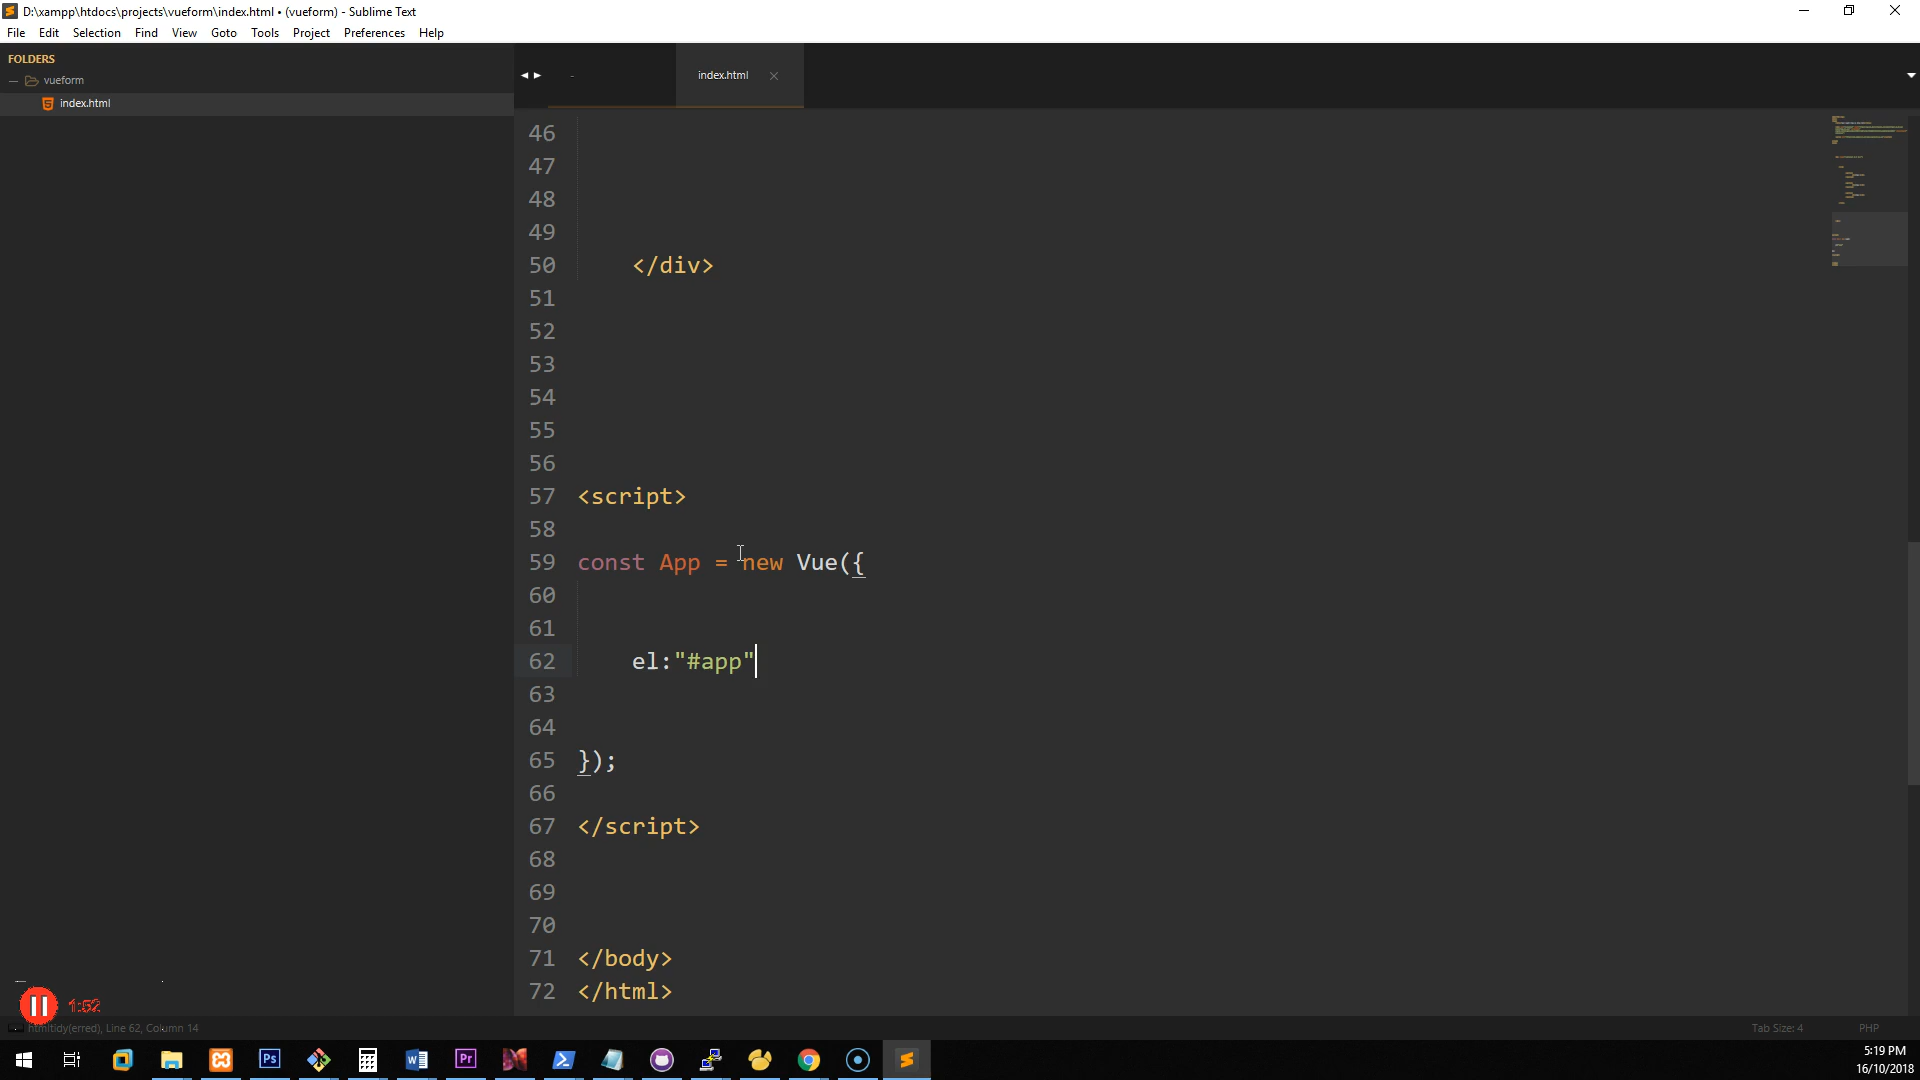 D:\xampp\htdocs\projects\vueform\index.html • (vueform) - Sublime Text
File Edit Selection Find View Goto Tools Project Preferences Help
FOLDERS
vueform
index.html
index.html
46
47
48
49
50 </div>
51
52
53
54
55
56
57 <script>
58
59 const App = new Vue({
60
61
62 el:"#app"
63
64
65 });
66
67 </script>
68
69
70
71 </body>
72 </html>
1:52
htmltidy(erred), Line 62, Column 14
Tab Size: 4
PHP
Ps
Pr
5:19 PM
16/10/2018